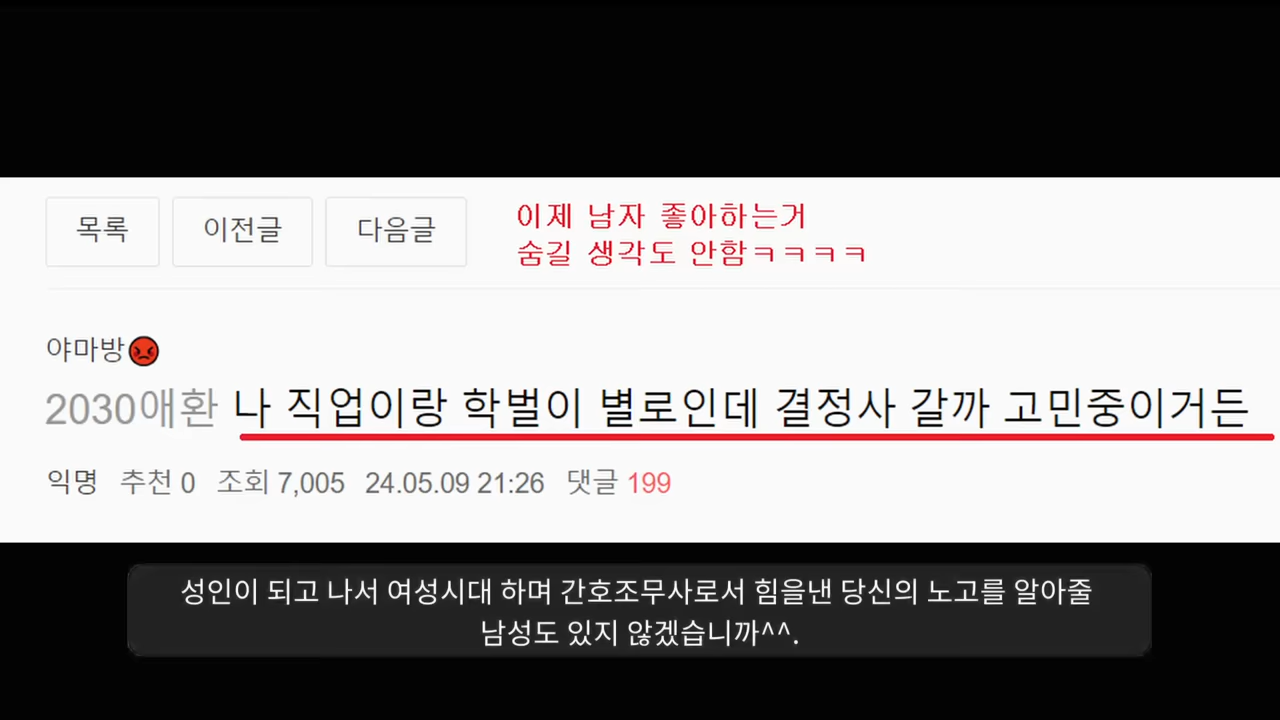 목록 이전글 다음글
이제 남자 좋아하는거
숨길 생각도 안함ㅋㅋㅋㅋ
야마방
2030애환 나 직업이랑 학벌이 별로인데 결정사 갈까 고민중이거든
익명 추천 0 조회 7,005 24.05.09 21:26 댓글 199
성인이 되고 나서 여성시대 하며 간호조무사로서 힘을낸 당신의 노고를 알아줄
남성도 있지 않겠습니까^^.